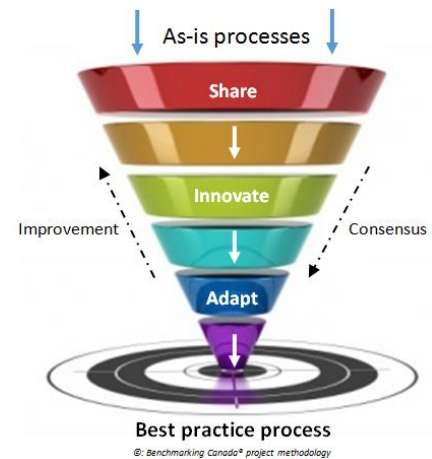 As-is processes
Share
Innovate
Improvement
Consensus
Adapt
Best practice process
©: Benchmarking Canada® project methodology